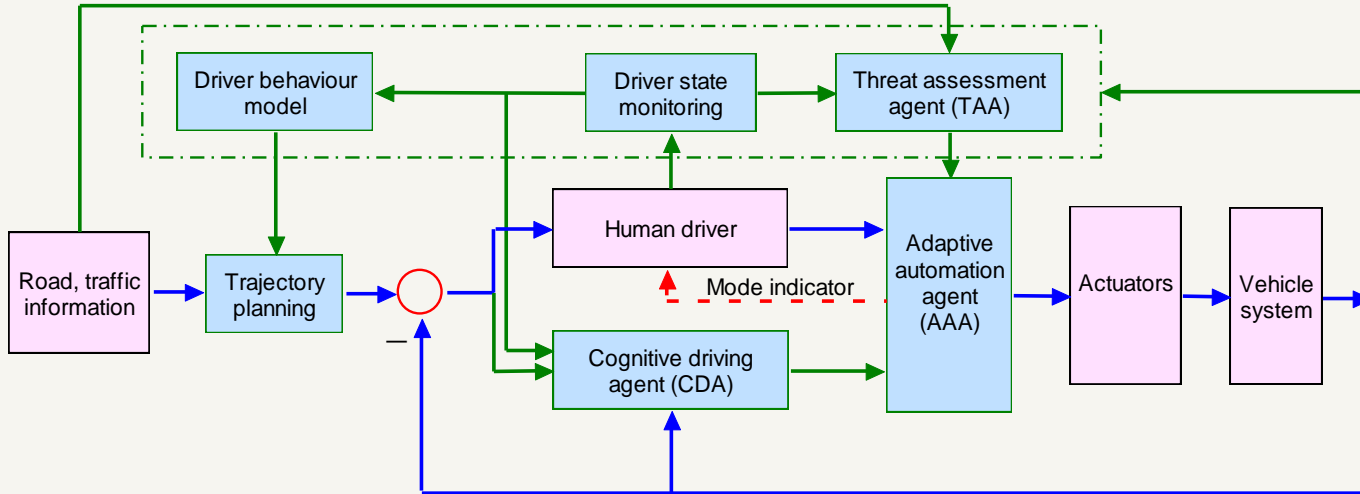 Driver behaviour
model
Driver state
monitoring
Threat assessment
agent (TAA)
Road, traffic
information
Trajectory
planning
Human driver
Mode indicator
Adaptive
automation
agent
(AAA)
Actuators
Vehicle
system
–
Cognitive driving
agent (CDA)